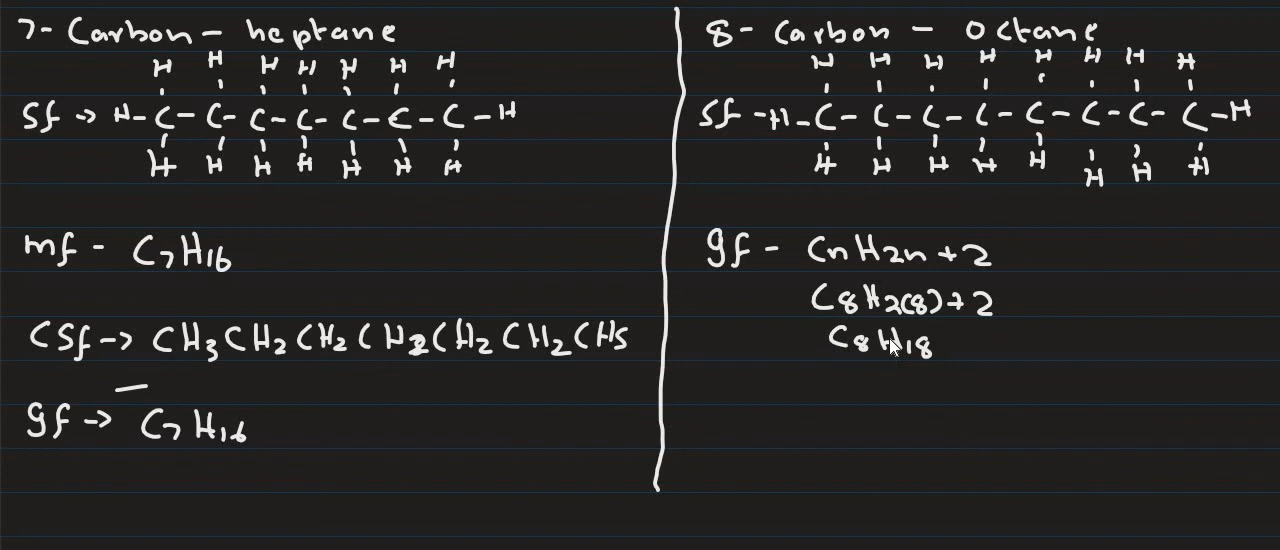 7- Carbon - heptane
H H H H H H H
Sf -> H-C-C-C-C-C-C-C-H
H H H H H H H
mf - C7H16
CSf -> CH3CH2CH2CH2CH2CH2CH5
gf -> C7H16
8- Carbon - Octane
H H H H H H H H
Sf -H-C-C-C-C-C-C-C-C-H
H H H H H H H H
gf - CnH2n+2
C8H2(8)+2
C8H18